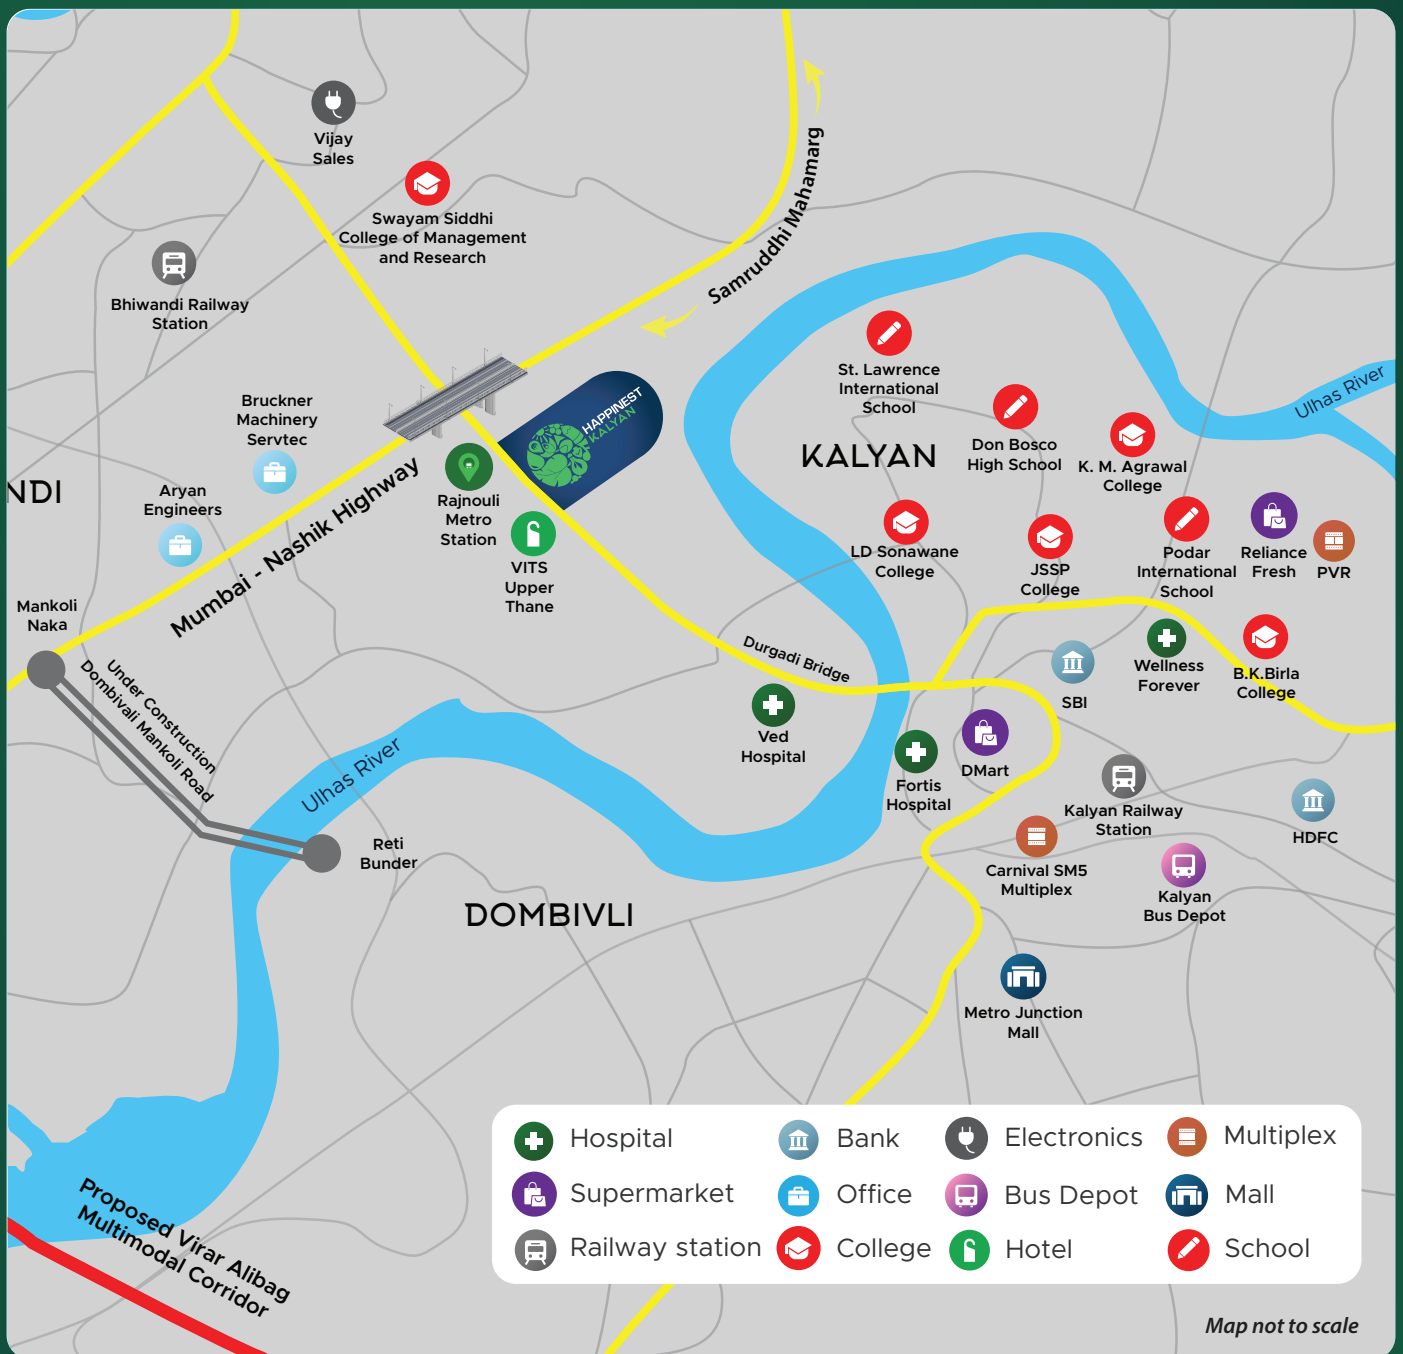 Vijay
Sales
Swayam Siddhi
College of Management
and Research
Samruddhi Mahamarg
Bhiwandi Railway
Station
St. Lawrence
International
School
HAPPINEST
KALYAN
Ulhas River
Bruckner
Machinery
Servtec
KALYAN
Don Bosco
High School
K. M. Agrawal
College
NDI
Aryan
Engineers
Mumbai - Nashik Highway
Rajnouli
Metro
Station
VITS
Upper
Thane
LD Sonawane
College
JSSP
College
Podar
International
School
Reliance
Fresh
PVR
Mankoli
Naka
Under Construction
Dombivali Mankoli Road
Durgadi Bridge
SBI
Wellness
Forever
B.K.Birla
College
Ved
Hospital
Fortis
Hospital
DMart
Ulhas River
Kalyan Railway
Station
HDFC
Reti
Bunder
Carnival SM5
Multiplex
Kalyan
Bus Depot
DOMBIVLI
Metro Junction
Mall
Proposed Virar Alibag
Multimodal Corridor
Hospital
Bank
Electronics
Multiplex
Supermarket
Office
Bus Depot
Mall
Railway station
College
Hotel
School
Map not to scale